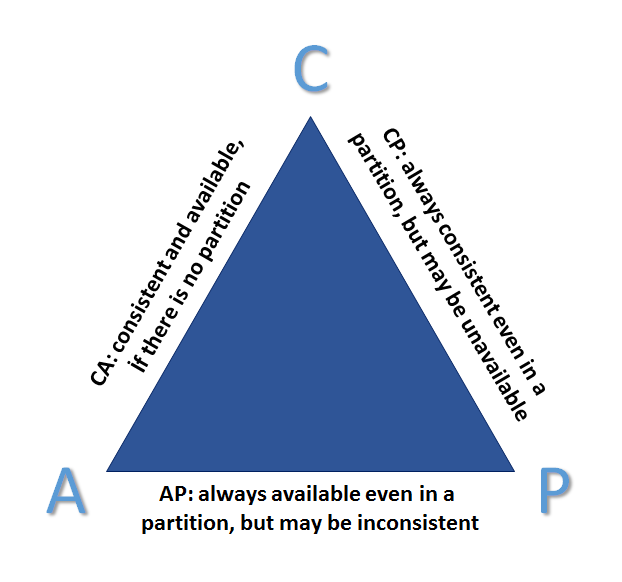 C
CA: consistent and available,
if there is no partition
CP: always consistent even in a
partition, but may be unavailable
A
P
AP: always available even in a
partition, but may be inconsistent